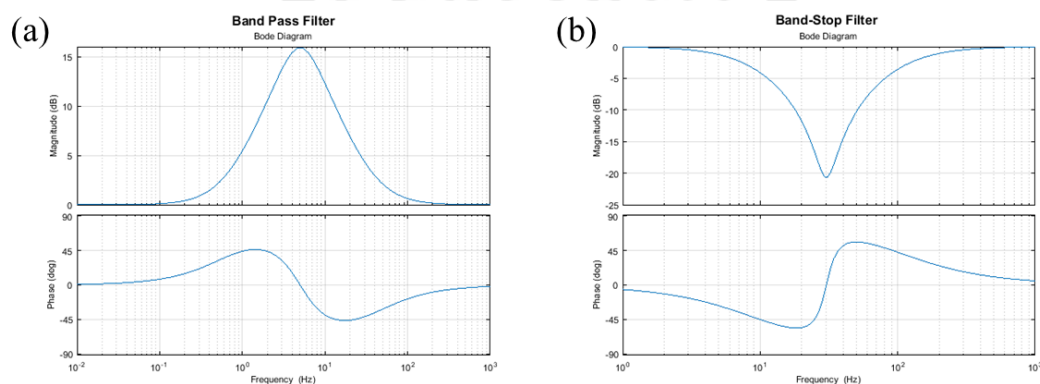 (a)
Band Pass Filter
Bode Diagram
Magnitude (dB)
15
10
5
0
Phase (deg)
90
45
0
-45
-90
10^-2
10^-1
10^0
10^1
10^2
10^3
Frequency (Hz)
(b)
Band-Stop Filter
Bode Diagram
Magnitude (dB)
0
-5
-10
-15
-20
-25
Phase (deg)
90
45
0
-45
-90
10^0
10^1
10^2
Frequency (Hz)